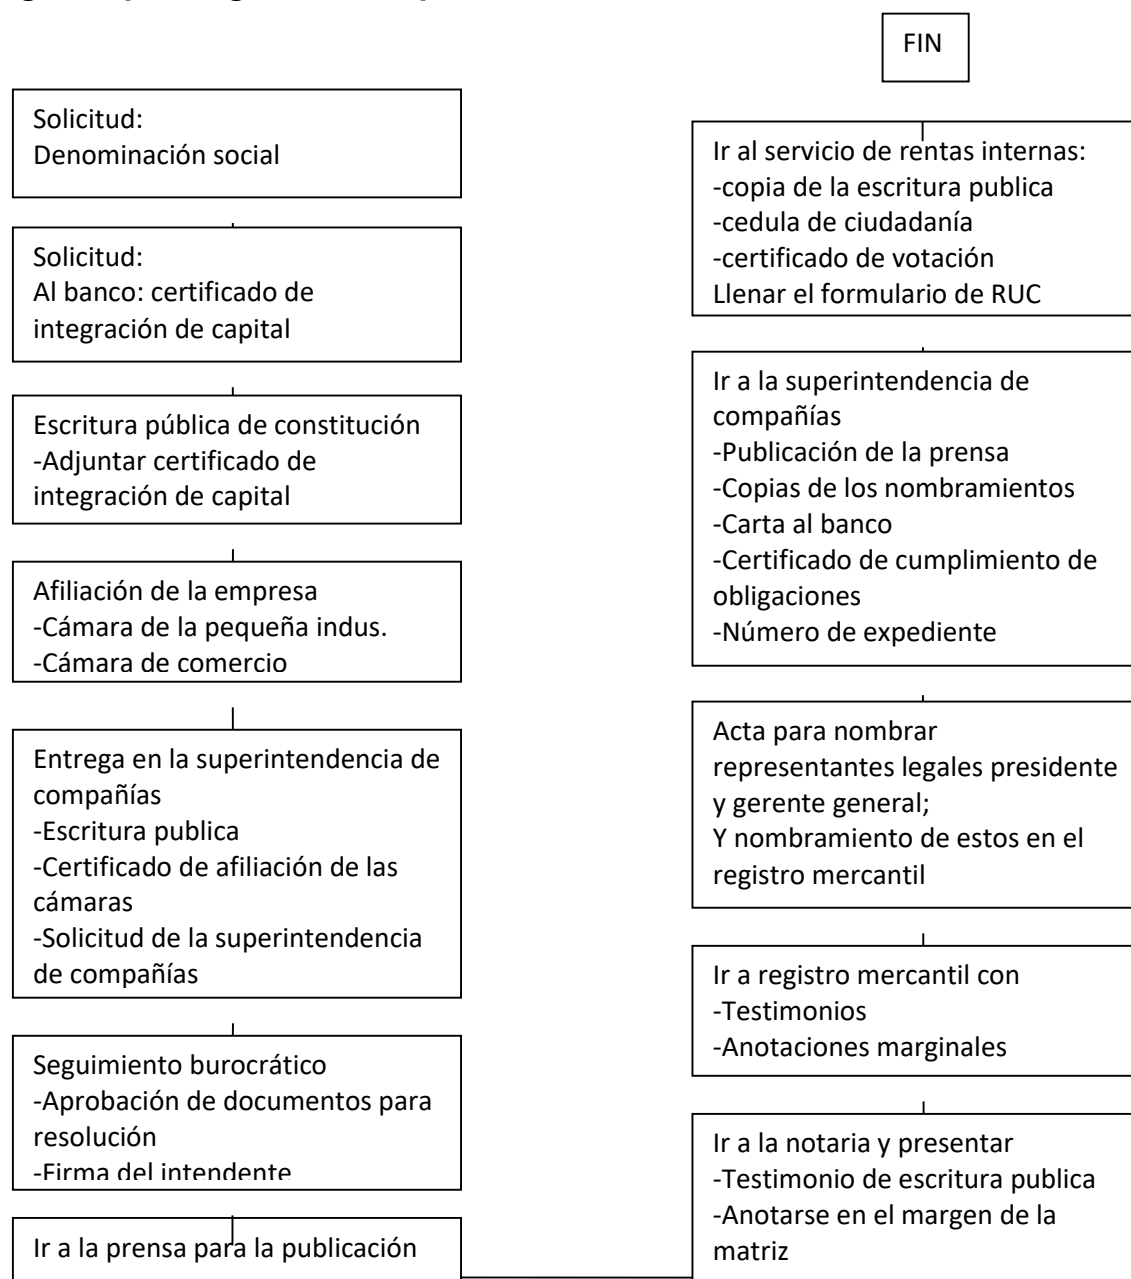 Solicitud:
Denominación social
Solicitud:
Al banco: certificado de
integración de capital
Escritura pública de constitución
-Adjuntar certificado de
integración de capital
Afiliación de la empresa
-Cámara de la pequeña indus.
-Cámara de comercio
Entrega en la superintendencia de
compañías
-Escritura publica
-Certificado de afiliación de las
cámaras
-Solicitud de la superintendencia
de compañías
Seguimiento burocrático
-Aprobación de documentos para
resolución
-Firma del intendente
Ir a la prensa para la publicación
FIN
Ir al servicio de rentas internas:
-copia de la escritura publica
-cedula de ciudadanía
-certificado de votación
Llenar el formulario de RUC
Ir a la superintendencia de
compañías
-Publicación de la prensa
-Copias de los nombramientos
-Carta al banco
-Certificado de cumplimiento de
obligaciones
-Número de expediente
Acta para nombrar
representantes legales presidente
y gerente general;
Y nombramiento de estos en el
registro mercantil
Ir a registro mercantil con
-Testimonios
-Anotaciones marginales
Ir a la notaria y presentar
-Testimonio de escritura publica
-Anotarse en el margen de la
matriz